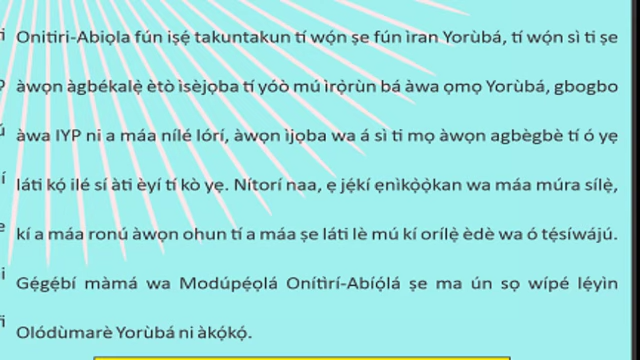 Onitiri-Abiọla fún iṣẹ́ takuntakun tí wọ́n ṣe fún ìran Yorùbá, tí wọ́n sì ti ṣe
àwọn àgbékalẹ̀ ètò ìsèjọba tí yóò mú ìrọ̀rùn bá àwa ọmọ Yorùbá, gbogbo
àwa IYP ni a máa nílé lórí, àwọn ìjọba wa á sì ti mọ àwọn agbègbè tí ó yẹ
láti kọ́ ilé sí àti èyí tí kò yẹ. Nítorí naa, ẹ jẹ́kí ẹnìkọ̀ọ̀kan wa máa múra sílẹ̀,
kí a máa ronú àwọn ohun tí a máa ṣe láti lè mú kí orílẹ̀ èdè wa ó tẹ́síwájú.
Gẹ́gẹ́bí màmá wa Modúpẹ́ọlá Onítìrí-Abíọ́lá ṣe ma ún sọ wípé lẹ́yìn
Olódùmarè Yorùbá ni àkọ́kọ́.